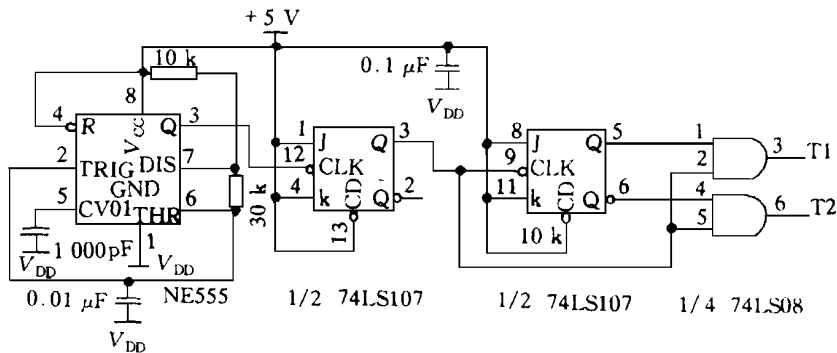 +5 V
10 k
0.1 μF
V_DD
8
4
R
V_CC
Q
3
2
TRIG
DIS
7
GND
5
CV01
THR
6
1
30 k
1 000pF
V_DD
V_DD
0.01 μF
V_DD
NE555
1
J
Q
3
12
CLK
4
k
CD
Q
2
13
1/2 74LS107
8
J
Q
5
9
CLK
11
k
CD
Q
6
10 k
1/2 74LS107
1
2
3
T1
4
5
6
T2
1/4 74LS08